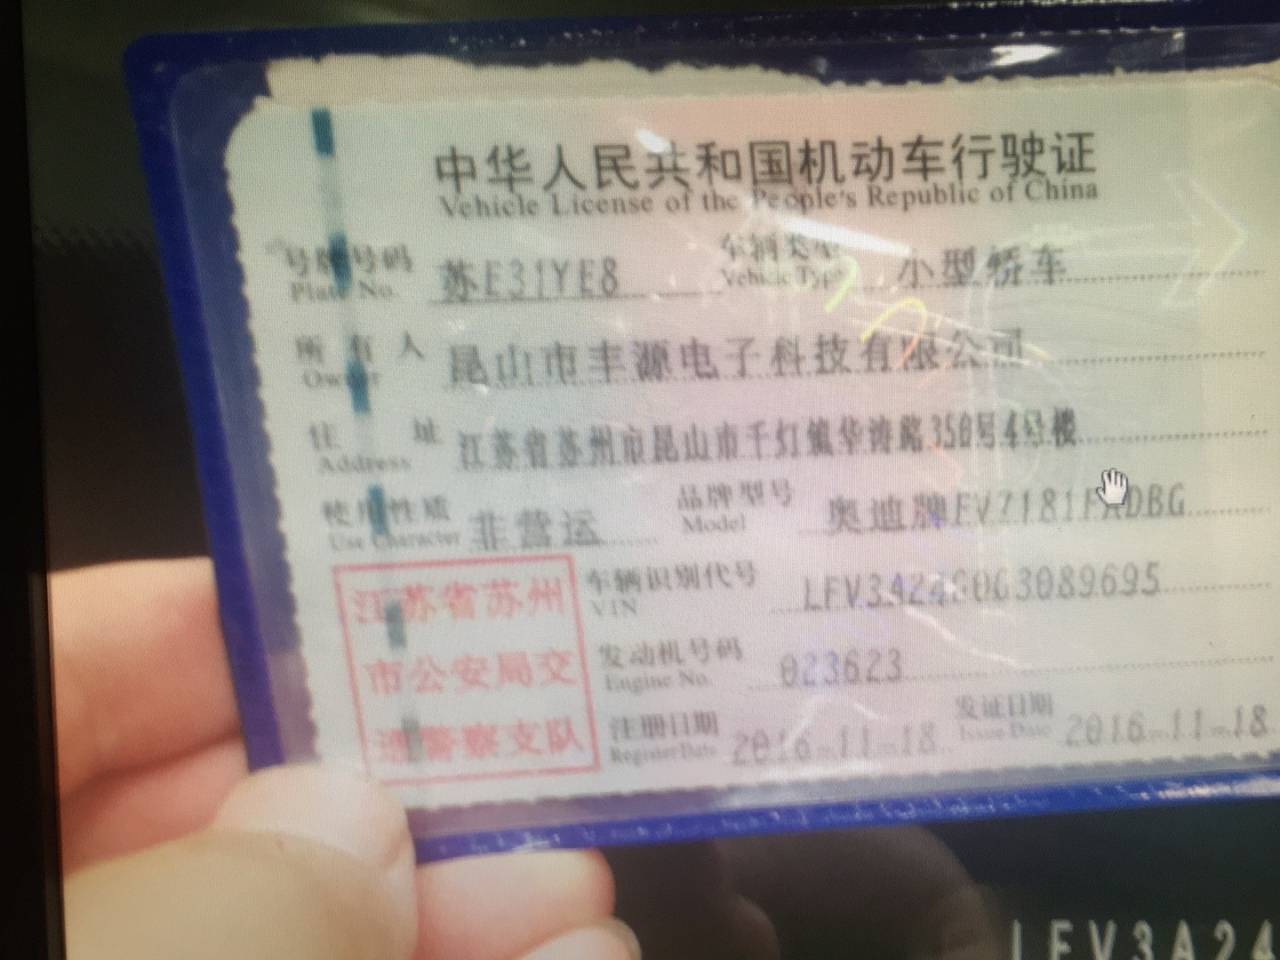 中华人民共和国机动车行驶证
Vehicle License of the People's Republic of China
号牌号码 苏E31YE8 车辆类型 小型轿车
Plate No. Vehicle Type
所有人 昆山市丰源电子科技有限公司
Owner
住址 江苏省苏州市昆山市千灯镇华涛路358号4号楼
Address
使用性质 非营运 品牌型号 奥迪牌FV7181FADBG
Use Character Model
江苏省苏州 车辆识别代号 LFV3A24G0G3089695
VIN
市公安局交 发动机号码 023623
Engine No.
通警察支队 注册日期 2016-11-18 发证日期 2016-11-18
Register Date Issue Date
LFV3A24